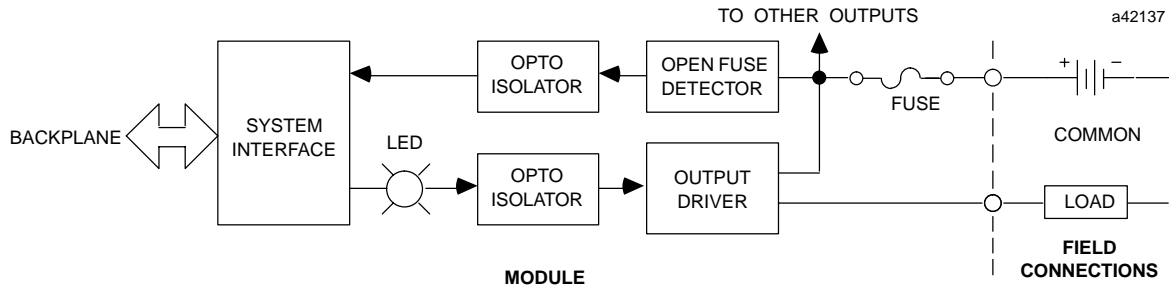 TO OTHER OUTPUTS
a42137
OPTO
ISOLATOR
OPEN FUSE
DETECTOR
+
−
FUSE
BACKPLANE
SYSTEM
INTERFACE
LED
COMMON
OPTO
ISOLATOR
OUTPUT
DRIVER
LOAD
MODULE
FIELD
CONNECTIONS